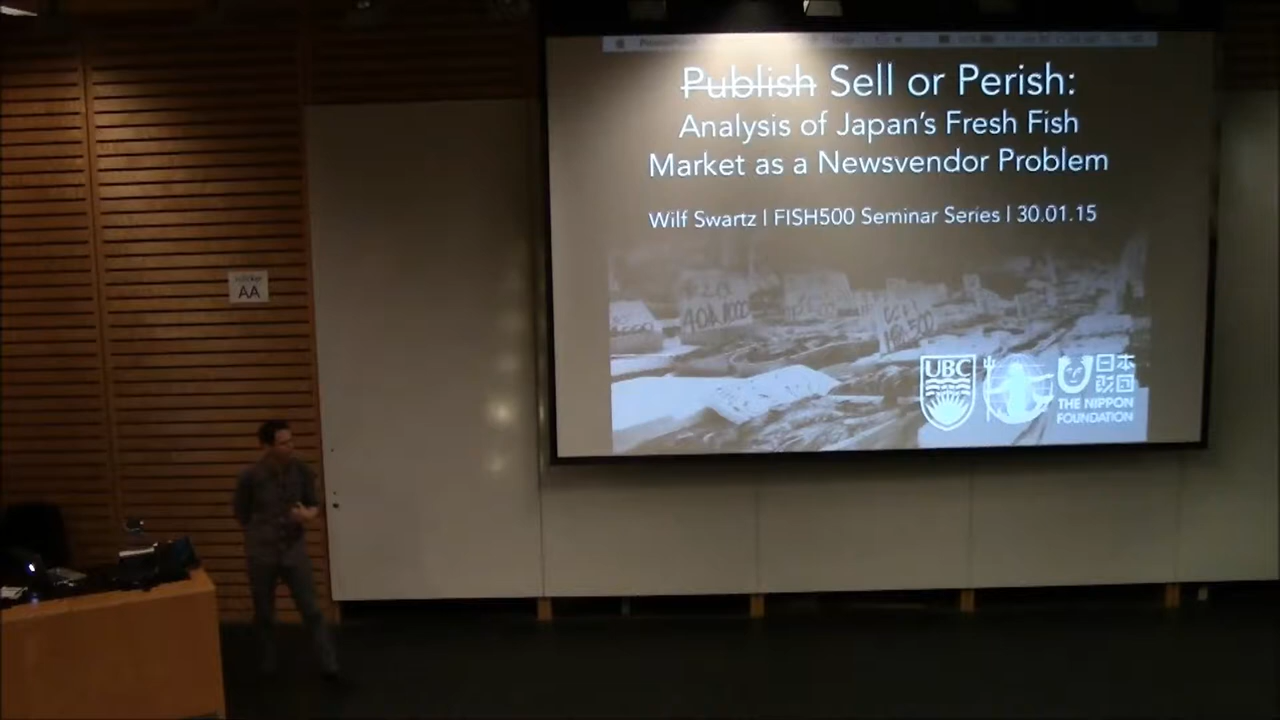 Publish Sell or Perish:
Analysis of Japan's Fresh Fish
Market as a Newsvendor Problem
Wilf Swartz | FISH500 Seminar Series | 30.01.15
AA
UBC
日本
財団
THE NIPPON
FOUNDATION